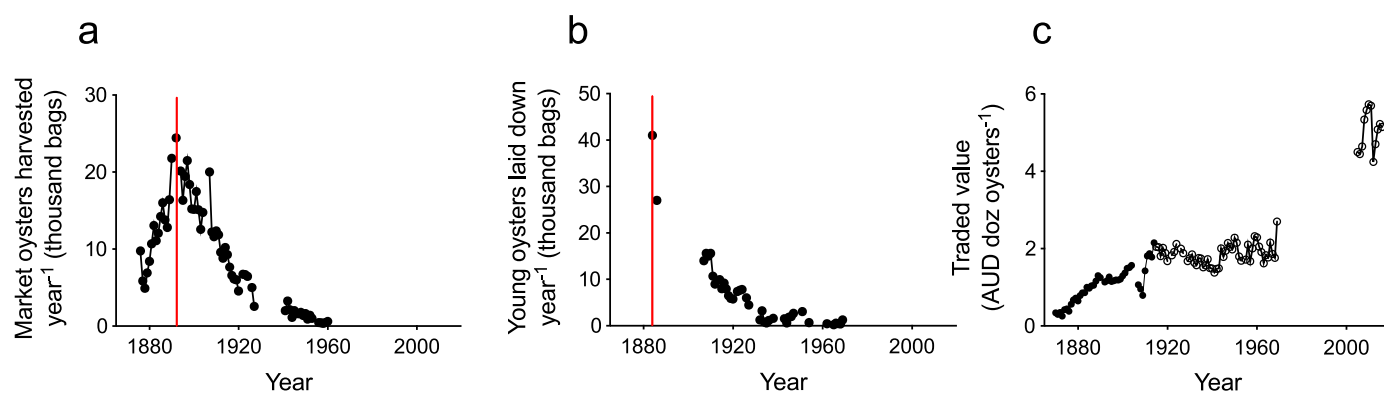 a
Market oysters harvested
year⁻¹ (thousand bags)
30
20
10
0
1880
1920
1960
2000
Year
b
Young oysters laid down
year⁻¹ (thousand bags)
50
40
30
20
10
0
1880
1920
1960
2000
Year
c
Traded value
(AUD doz oysters⁻¹)
6
4
2
0
1880
1920
1960
2000
Year